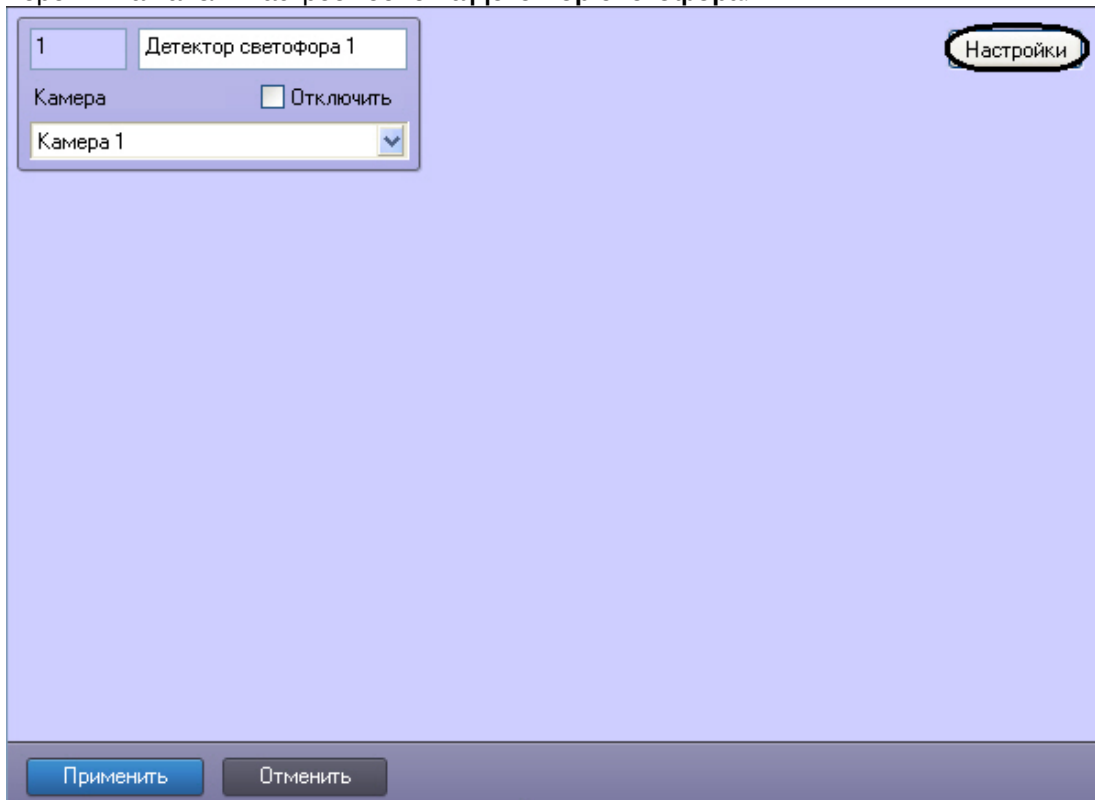 1
Детектор светофора 1
Настройки
Камера
Отключить
Камера 1
Применить
Отменить